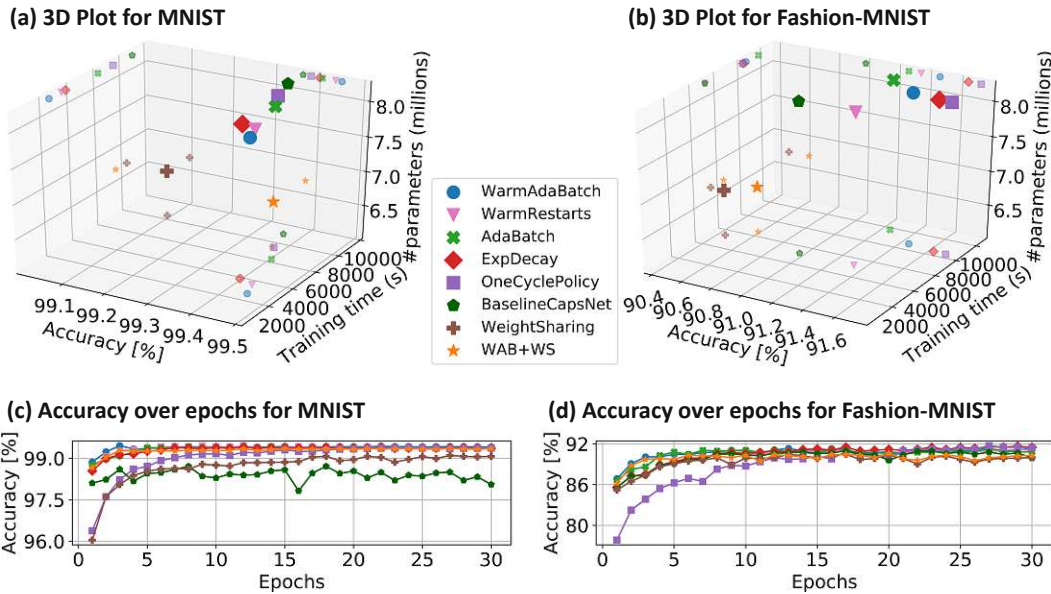 (a) 3D Plot for MNIST
(b) 3D Plot for Fashion-MNIST
8.0
7.5
7.0
6.5
#parameters (millions)
10000
8000
6000
4000
2000
Training time (s)
99.1
99.2
99.3
99.4
99.5
Accuracy [%]
WarmAdaBatch
WarmRestarts
AdaBatch
ExpDecay
OneCyclePolicy
BaselineCapsNet
WeightSharing
WAB+WS
8.0
7.5
7.0
6.5
#parameters (millions)
10000
8000
6000
4000
2000
Training time (s)
90.4
90.6
90.8
91.0
91.2
91.4
91.6
Accuracy [%]
(c) Accuracy over epochs for MNIST
Accuracy [%]
99.0
97.5
96.0
0 5 10 15 20 25 30
Epochs
(d) Accuracy over epochs for Fashion-MNIST
Accuracy [%]
92
86
80
0 5 10 15 20 25 30
Epochs